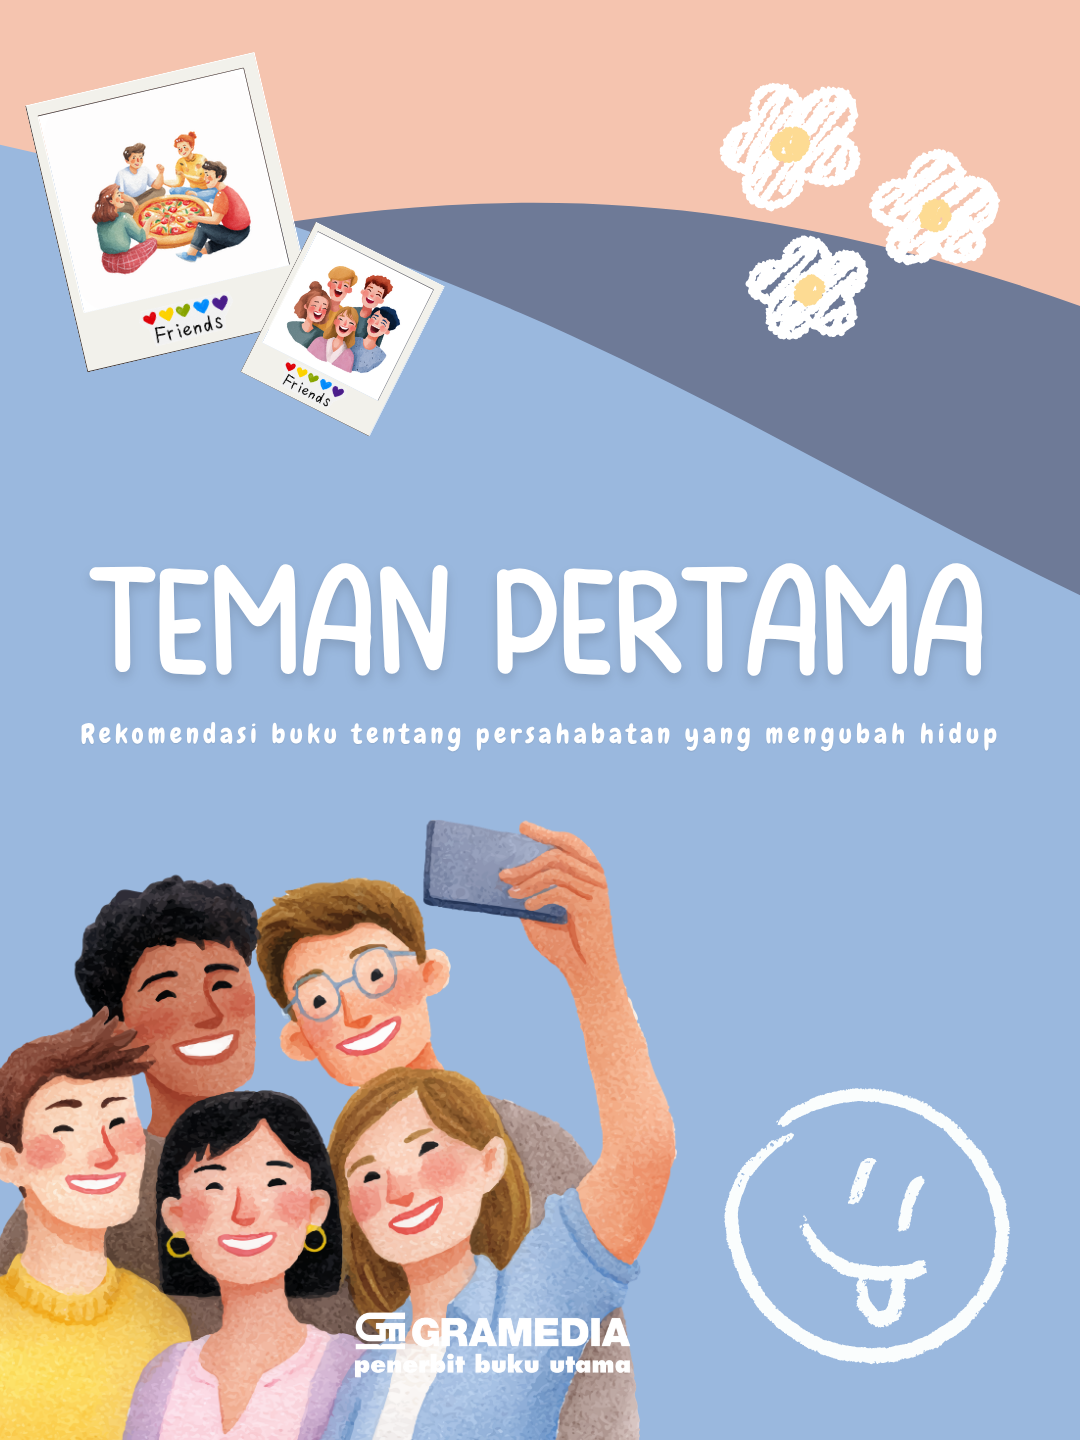 Friends
Friends
TEMAN PERTAMA
Rekomendasi buku tentang persahabatan yang mengubah hidup
GRAMEDIA
penerbit buku utama